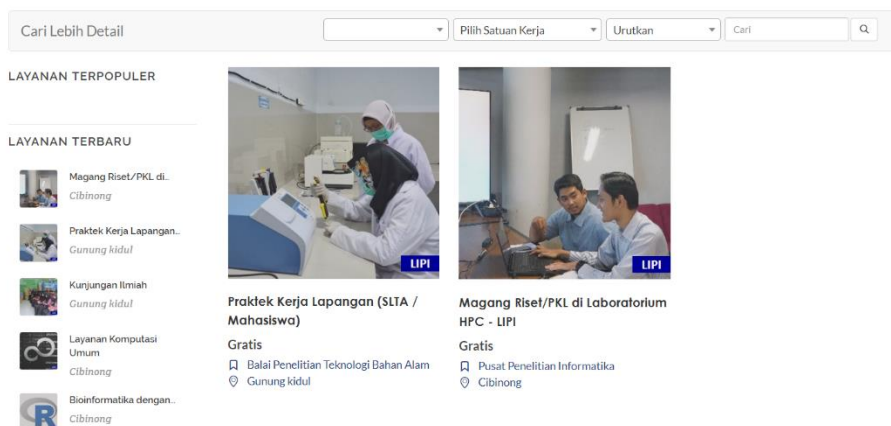 Cari Lebih Detail
Pilih Satuan Kerja
Urutkan
Cari
LAYANAN TERPOPULER
LAYANAN TERBARU
Magang Riset/PKL di..
Cibinong
Praktek Kerja Lapangan...
Gunung kidul
Kunjungan Ilmiah
Gunung kidul
Layanan Komputasi
Umum
Cibinong
Bioinformatika dengan...
Cibinong
LIPI
Praktek Kerja Lapangan (SLTA /
Mahasiswa)
Gratis
Balai Penelitian Teknologi Bahan Alam
Gunung kidul
LIPI
Magang Riset/PKL di Laboratorium
HPC - LIPI
Gratis
Pusat Penelitian Informatika
Cibinong